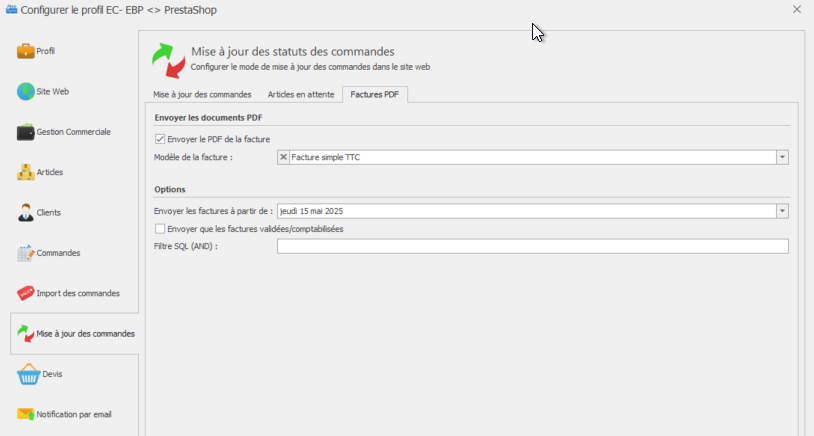 Configurer le profil EC- EBP <> PrestaShop
Profil
Site Web
Gestion Commerciale
Articles
Clients
Commandes
Import des commandes
Mise à jour des commandes
Devis
Notification par email
Mise à jour des statuts des commandes
Configurer le mode de mise à jour des commandes dans le site web
Mise à jour des commandes
Articles en attente
Factures PDF
Envoyer les documents PDF
Envoyer le PDF de la facture
Modèle de la facture :
Facture simple TTC
Options
Envoyer les factures à partir de :
jeudi 15 mai 2025
Envoyer que les factures validées/comptabilisées
Filtre SQL (AND) :